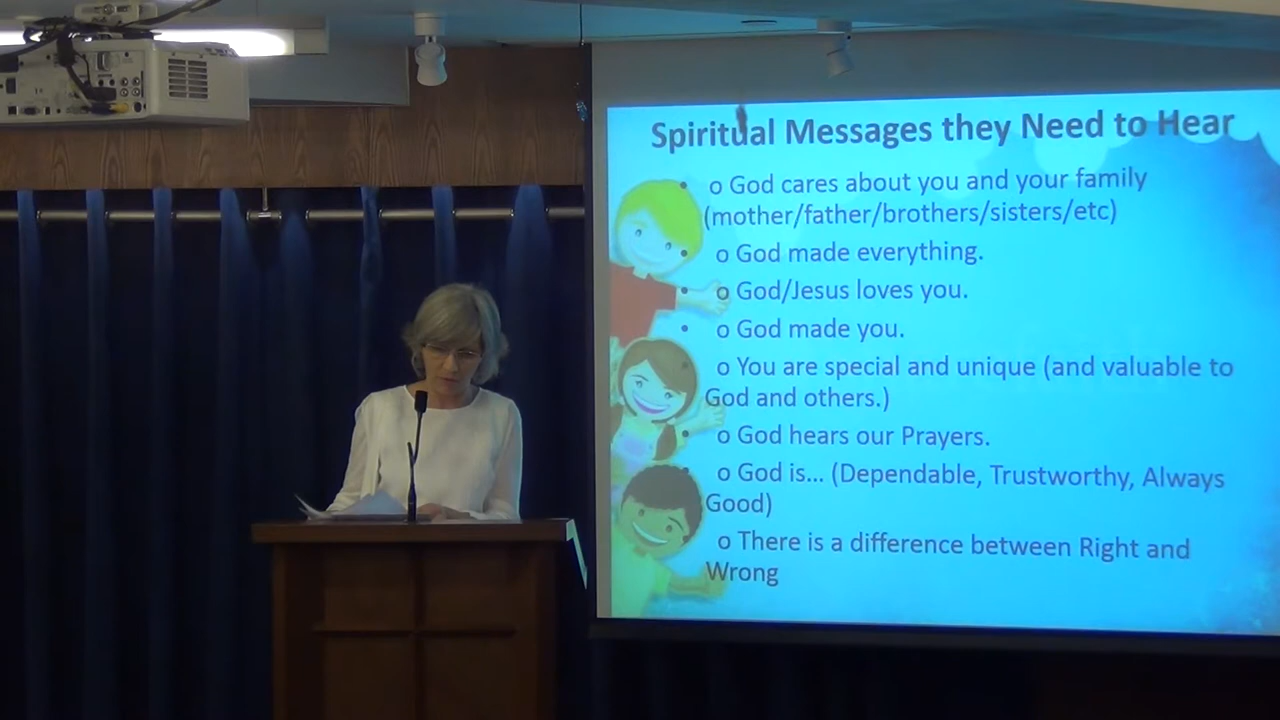 Spiritual Messages they Need to Hear
• o God cares about you and your family
(mother/father/brothers/sisters/etc)
• o God made everything.
• o God/Jesus loves you.
• o God made you.
• o You are special and unique (and valuable to
God and others.)
• o God hears our Prayers.
• o God is... (Dependable, Trustworthy, Always
Good)
o There is a difference between Right and
Wrong